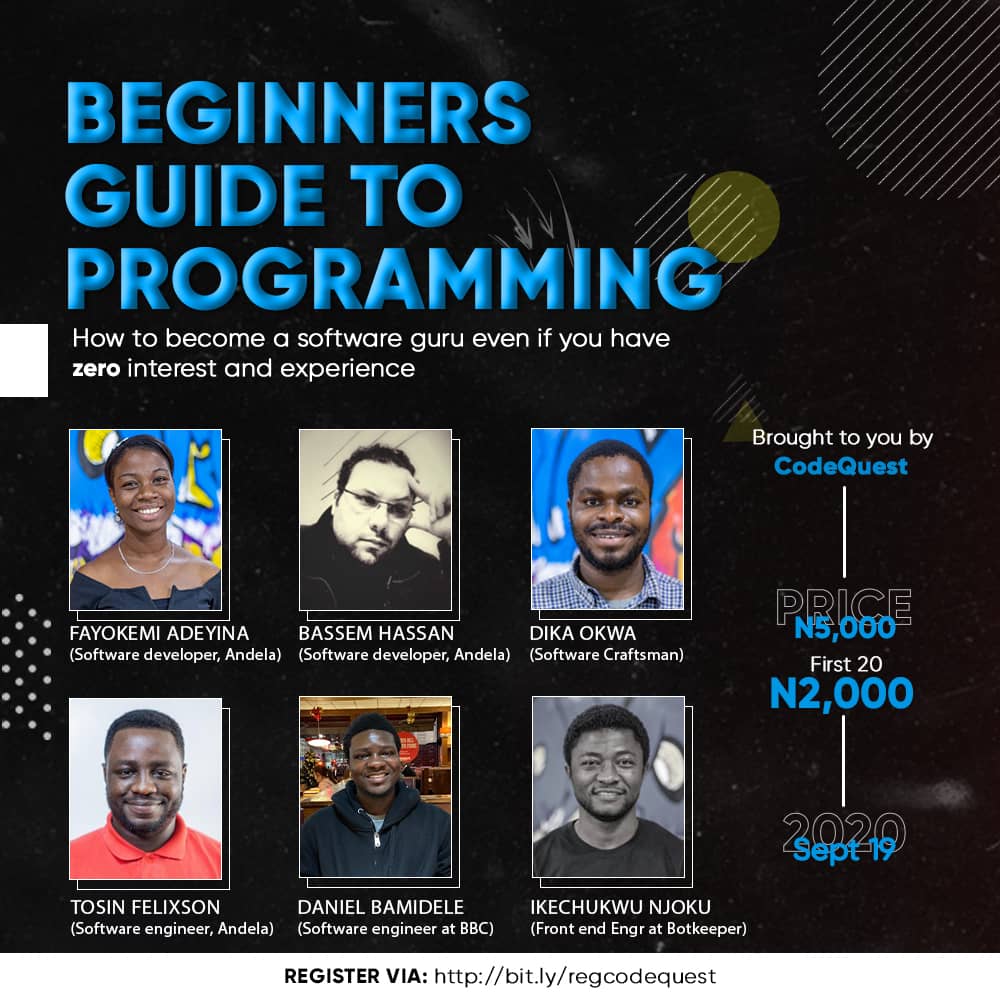 BEGINNERS
GUIDE TO
PROGRAMMING
How to become a software guru even if you have
zero interest and experience
Brought to you by
CodeQuest
FAYOKEMI ADEYINA
(Software developer, Andela)
BASSEM HASSAN
(Software developer, Andela)
DIKA OKWA
(Software Craftsman)
PRICE
N5,000
First 20
N2,000
TOSIN FELIXSON
(Software engineer, Andela)
DANIEL BAMIDELE
(Software engineer at BBC)
IKECHUKWU NJOKU
(Front end Engr at Botkeeper)
2020
Sept 19
REGISTER VIA: http://bit.ly/regcodequest